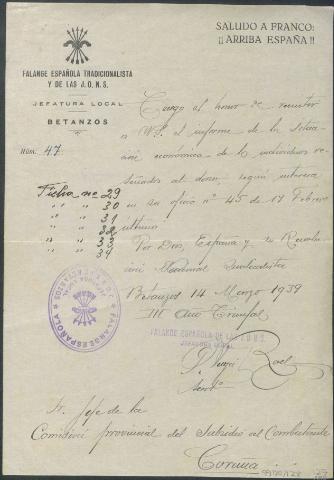 SALUDO A FRANCO:
¡¡ARRIBA ESPAÑA!!
FALANGE ESPAÑOLA TRADICIONALISTA
Y DE LAS J. O. N. S.
JEFATURA LOCAL
BETANZOS
Núm. 47
Tengo el honor de remitir
a V.S. el informe de la situa-
ción económica de los individuos re-
señados al dorso, según interesa
en su oficio nº 45 de 17 Febrero
último
Ficha nº 29
" " " 30
" " " 31
" " " 32
" " " 33
" " " 34
Por Dios, España y su Revolu-
ción Nacional Sindicalista
Betanzos 14 Marzo 1939
III Año Triunfal
FALANGE ESPAÑOLA DE LAS J.O.N.S.
JEFATURA LOCAL
FALANGE ESPAÑOLA
Sr. Jefe de la
Comisión provincial del Subsidio al Combatiente
Coruña